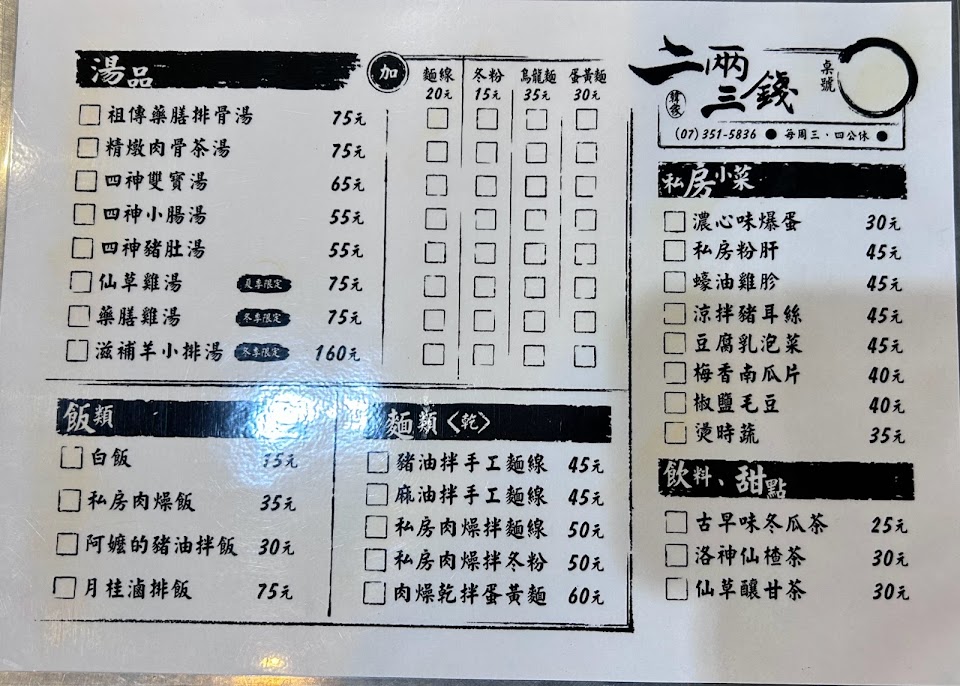 湯品
加 麵線 冬粉 烏龍麵 蛋黃麵
20元 15元 35元 30元
祖傳藥膳排骨湯 75元
精燉肉骨茶湯 75元
四神雙寶湯 65元
四神小腸湯 55元
四神豬肚湯 55元
仙草雞湯 夏季限定 75元
藥膳雞湯 冬季限定 75元
滋補羊小排湯 冬季限定 160元
飯類
白飯 15元
私房肉燥飯 35元
阿嬤的豬油拌飯 30元
月桂滷排飯 75元
麵類〈乾〉
豬油拌手工麵線 45元
麻油拌手工麵線 45元
私房肉燥拌麵線 50元
私房肉燥拌冬粉 50元
肉燥乾拌蛋黃麵 60元
二兩三錢
桌號
(07)351-5836 ● 每周三．四公休 ●
私房小菜
濃心味爆蛋 30元
私房粉肝 45元
蠔油雞胗 45元
涼拌豬耳絲 45元
豆腐乳泡菜 45元
梅香南瓜片 40元
椒鹽毛豆 40元
燙時蔬 35元
飲料、甜點
古早味冬瓜茶 25元
洛神仙楂茶 30元
仙草釀甘茶 30元